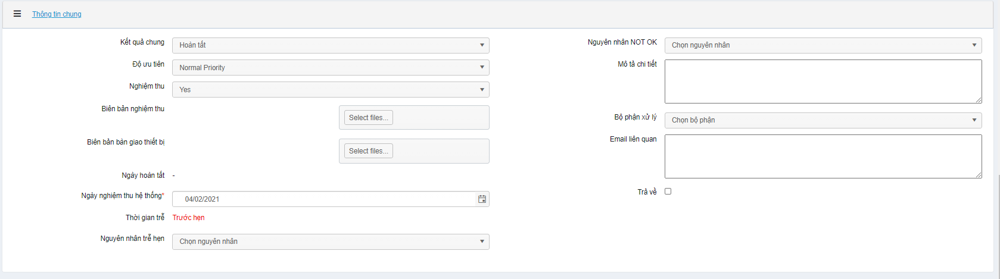 Thông tin chung
Kết quả chung
Hoàn tất
Độ ưu tiên
Normal Priority
Nghiệm thu
Yes
Biên bản nghiệm thu
Select files...
Biên bản bàn giao thiết bị
Select files...
Ngày hoàn tất
-
Ngày nghiệm thu hệ thống*
04/02/2021
Thời gian trễ
Trước hẹn
Nguyên nhân trễ hẹn
Chọn nguyên nhân
Nguyên nhân NOT OK
Chọn nguyên nhân
Mô tả chi tiết
Bộ phận xử lý
Chọn bộ phận
Email liên quan
Trả về